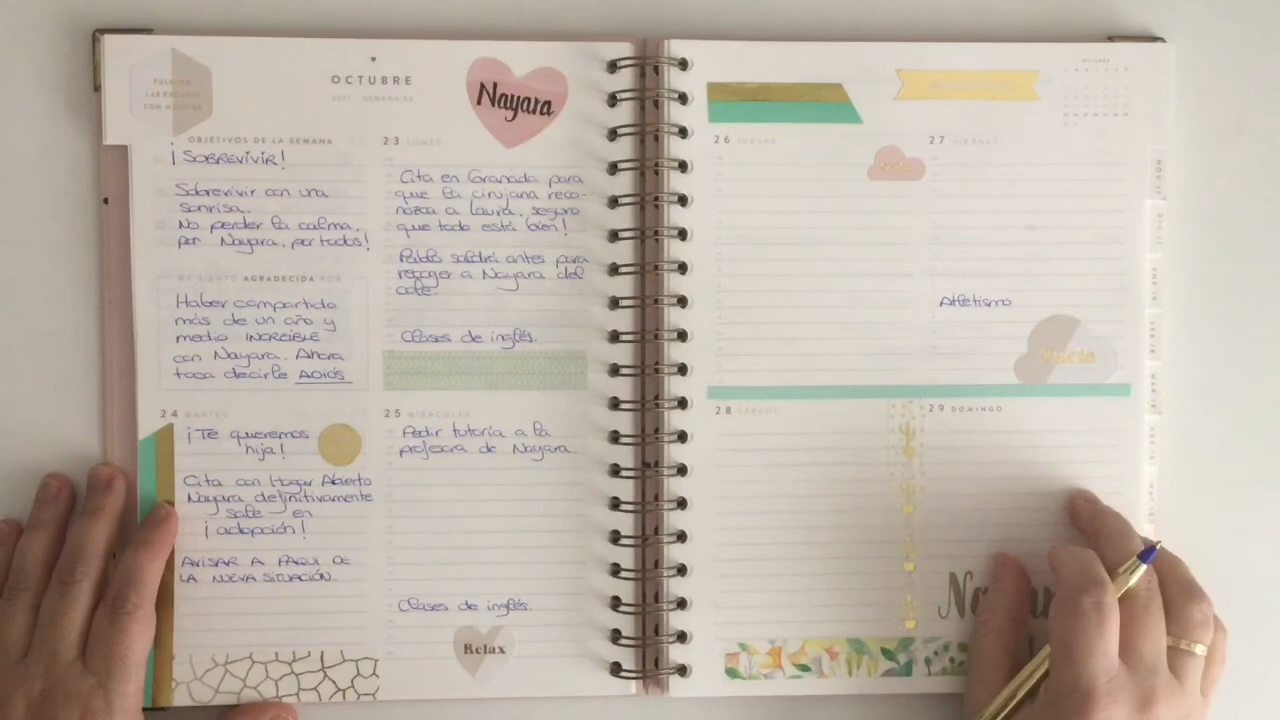 OCTUBRE
Nayara
OBJETIVOS DE LA SEMANA
¡SOBREVIVIR!
Sobrevivir con una
sonrisa.
No perder la calma,
por Nayara, por todos!
ME SIENTO AGRADECIDA POR
Haber compartido
más de un año y
medio INCREÍBLE
con Nayara. Ahora
toca decirle ADIÓS
23 LUNES
Cita en Granada para
que la cirujana reco-
nozca a Laura, seguro
que todo está bien!
Pablo saldrá antes para
recoger a Nayara del
cole.
Clases de inglés.
24 MARTES
¡Te queremos
hija!
Cita con Hogar Abierto
Nayara definitivamente
sale en
¡adopción!
AVISAR A PAQUI DE
LA NUEVA SITUACIÓN.
25 MIÉRCOLES
Pedir tutoría a la
profesora de Nayara
Clases de inglés.
Relax
OCTUBRE
26 JUEVES
27 VIERNES
Atletismo
28 SÁBADO
29 DOMINGO